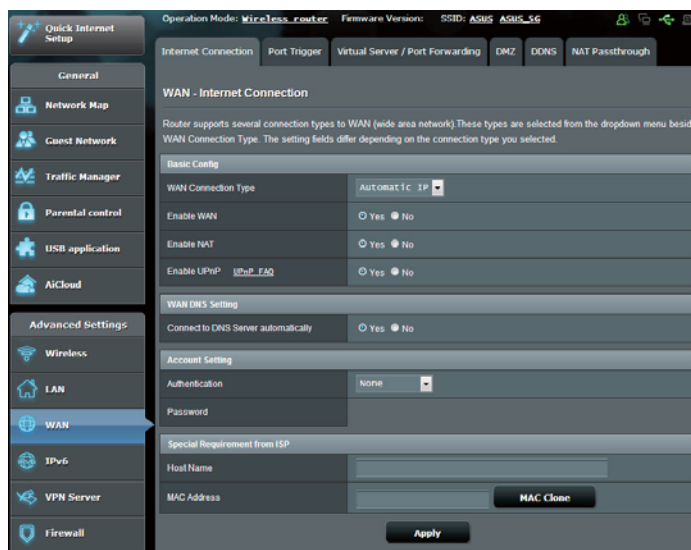 Quick Internet
Setup
Operation Mode: Wireless router Firmware Version: SSID: ASUS ASUS_5G
Internet Connection Port Trigger Virtual Server / Port Forwarding DMZ DDNS NAT Passthrough
General
Network Map
Guest Network
Traffic Manager
Parental control
USB application
AiCloud
Advanced Settings
Wireless
LAN
WAN
IPv6
VPN Server
Firewall
WAN - Internet Connection
Router supports several connection types to WAN (wide area network).These types are selected from the dropdown menu besid
WAN Connection Type. The setting fields differ depending on the connection type you selected.
Basic Config
WAN Connection Type Automatic IP
Enable WAN Yes No
Enable NAT Yes No
Enable UPnP UPnP FAQ Yes No
WAN DNS Setting
Connect to DNS Server automatically Yes No
Account Setting
Authentication None
Password
Special Requirement from ISP
Host Name
MAC Address MAC Clone
Apply